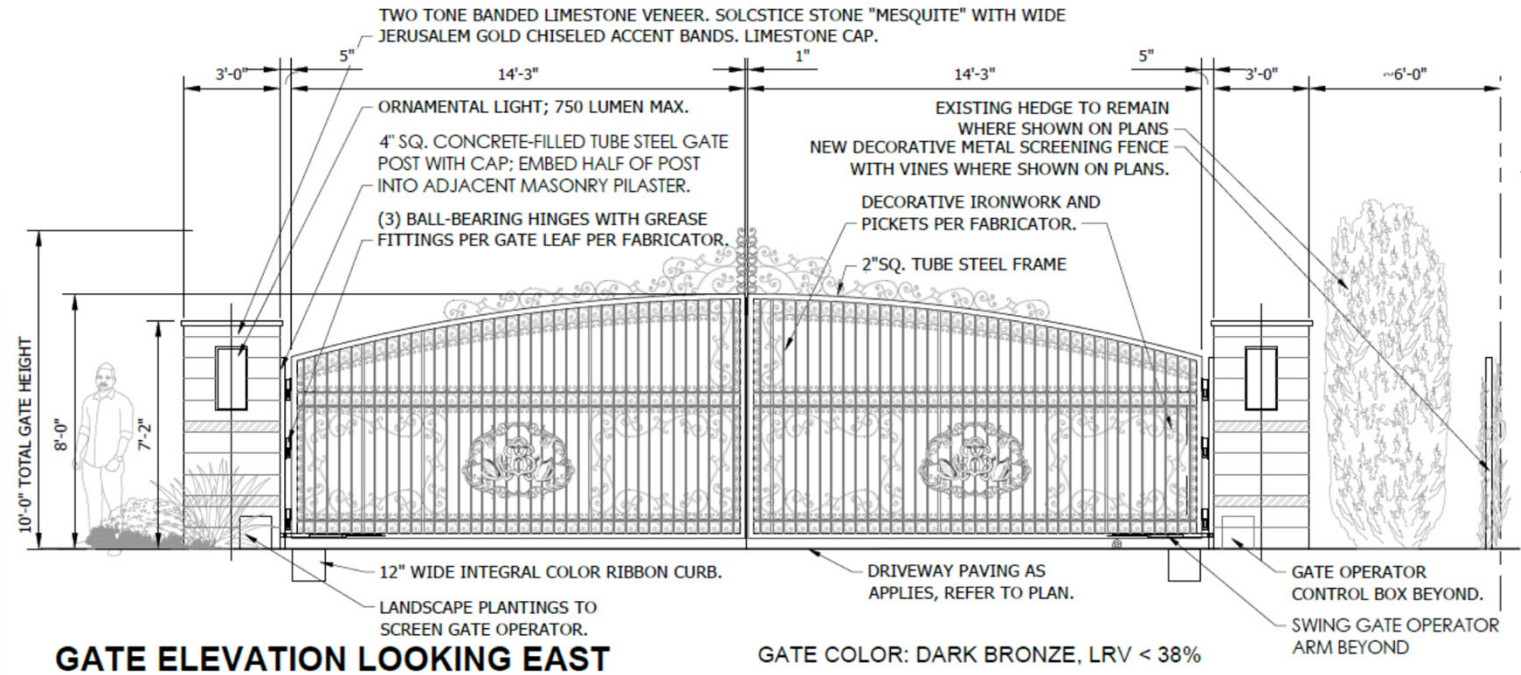 TWO TONE BANDED LIMESTONE VENEER. SOLCSTICE STONE "MESQUITE" WITH WIDE
JERUSALEM GOLD CHISELED ACCENT BANDS. LIMESTONE CAP.
3'-0"
5"
14'-3"
1"
14'-3"
5"
3'-0"
~6'-0"
ORNAMENTAL LIGHT; 750 LUMEN MAX.
4" SQ. CONCRETE-FILLED TUBE STEEL GATE
POST WITH CAP; EMBED HALF OF POST
INTO ADJACENT MASONRY PILASTER.
(3) BALL-BEARING HINGES WITH GREASE
FITTINGS PER GATE LEAF PER FABRICATOR.
EXISTING HEDGE TO REMAIN
WHERE SHOWN ON PLANS
NEW DECORATIVE METAL SCREENING FENCE
WITH VINES WHERE SHOWN ON PLANS.
DECORATIVE IRONWORK AND
PICKETS PER FABRICATOR.
2"SQ. TUBE STEEL FRAME
10'-0" TOTAL GATE HEIGHT
8'-0"
7'-2"
12" WIDE INTEGRAL COLOR RIBBON CURB.
LANDSCAPE PLANTINGS TO
SCREEN GATE OPERATOR.
DRIVEWAY PAVING AS
APPLIES, REFER TO PLAN.
GATE OPERATOR
CONTROL BOX BEYOND.
SWING GATE OPERATOR
ARM BEYOND
GATE ELEVATION LOOKING EAST
GATE COLOR: DARK BRONZE, LRV < 38%